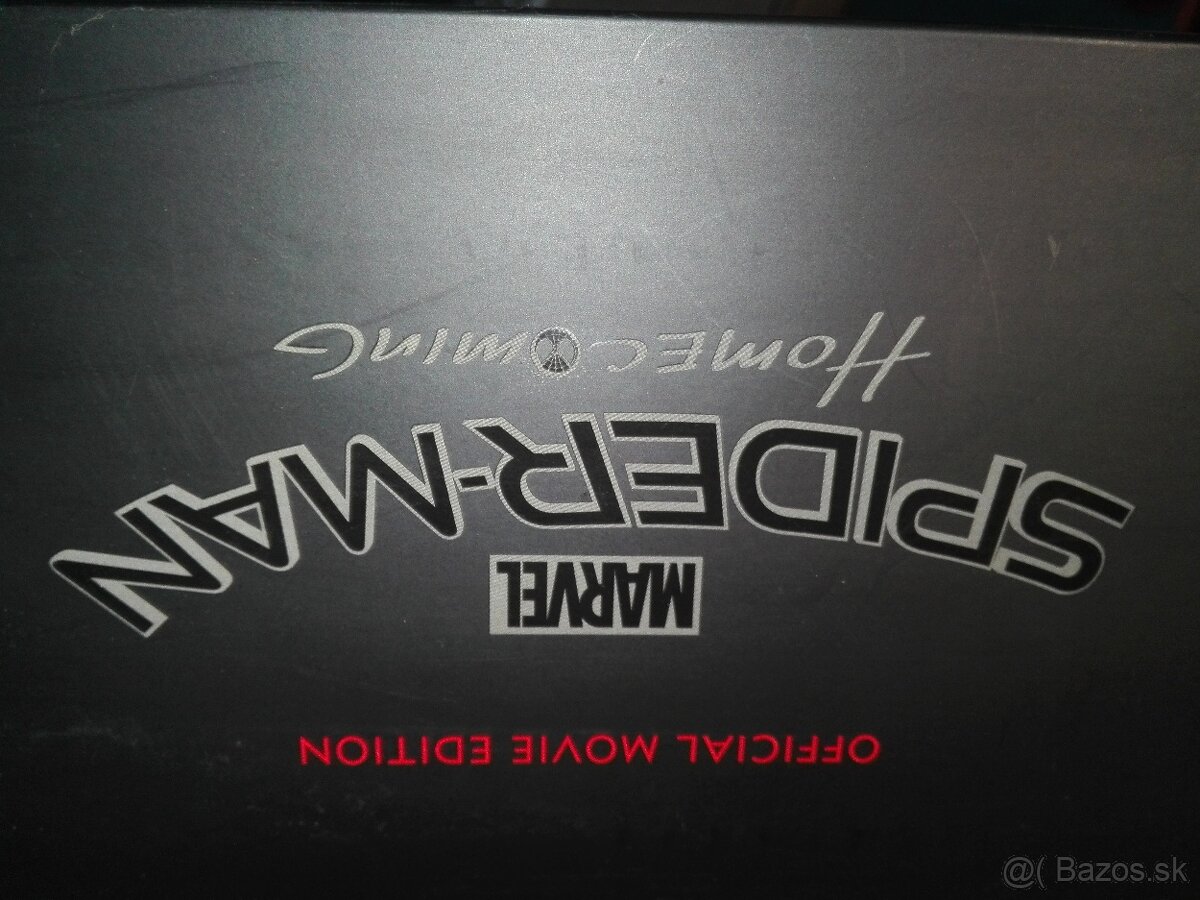 OFFICIAL MOVIE EDITION
MARVEL
SPIDER-MAN
HOMECOMING
@( Bazos.sk